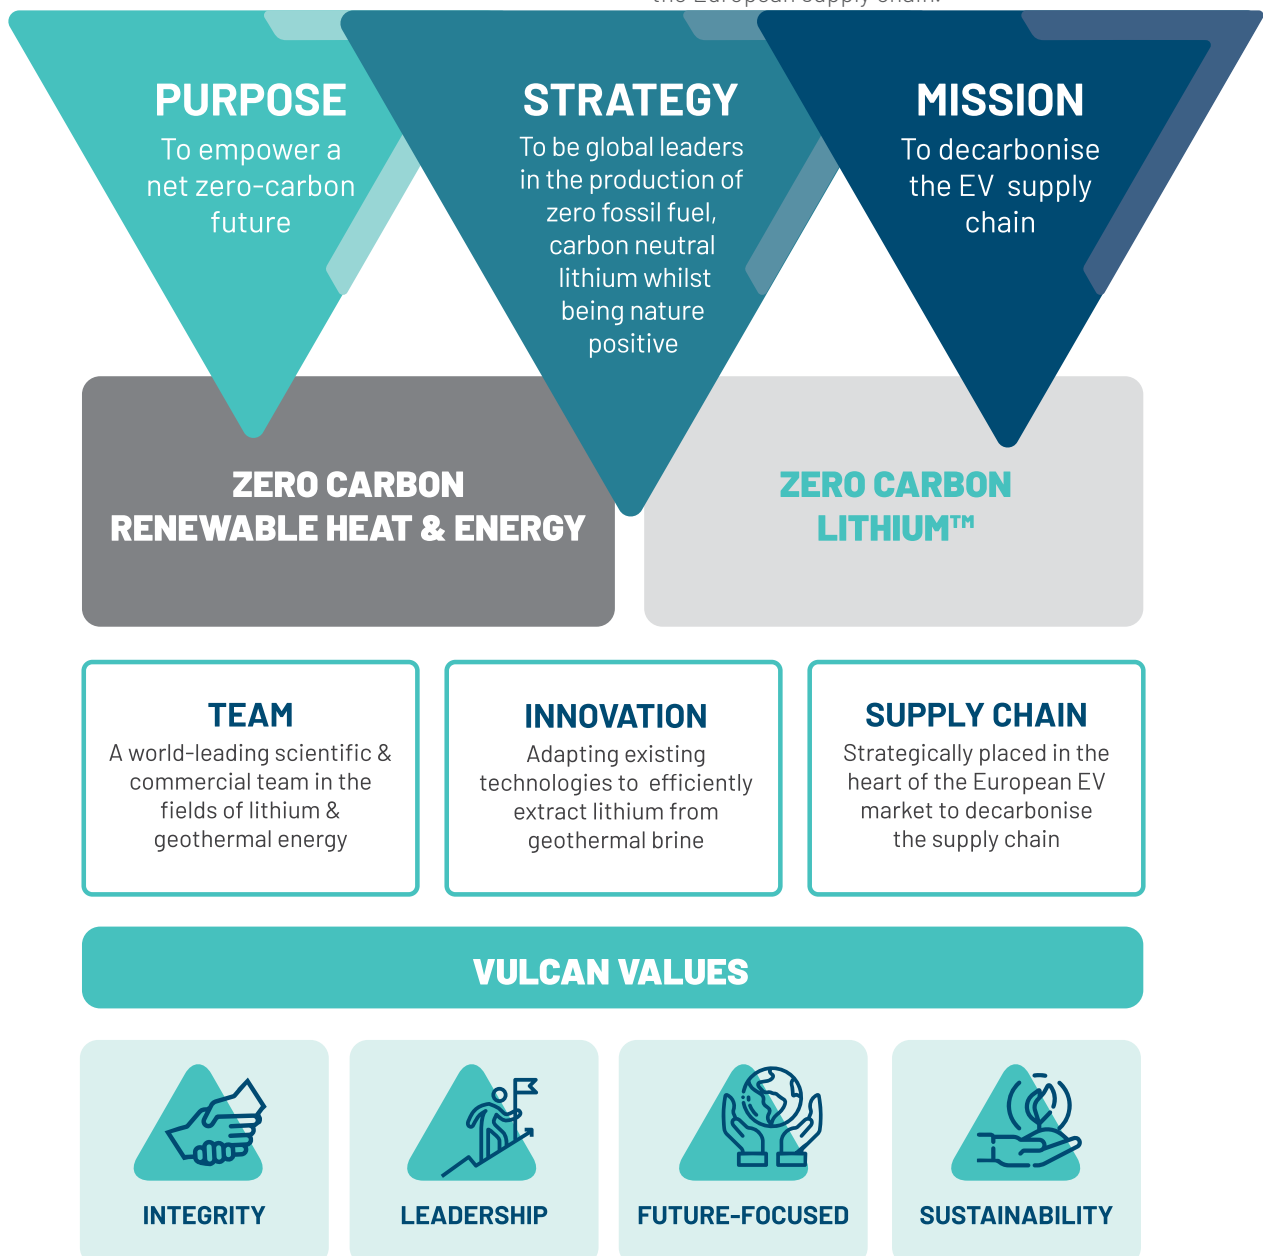 the European supply chain.
PURPOSE
To empower a
net zero-carbon
future
STRATEGY
To be global leaders
in the production of
zero fossil fuel,
carbon neutral
lithium whilst
being nature
positive
MISSION
To decarbonise
the EV supply
chain
ZERO CARBON
RENEWABLE HEAT & ENERGY
ZERO CARBON
LITHIUM™
TEAM
A world-leading scientific &
commercial team in the
fields of lithium &
geothermal energy
INNOVATION
Adapting existing
technologies to efficiently
extract lithium from
geothermal brine
SUPPLY CHAIN
Strategically placed in the
heart of the European EV
market to decarbonise
the supply chain
VULCAN VALUES
INTEGRITY
LEADERSHIP
FUTURE-FOCUSED
SUSTAINABILITY